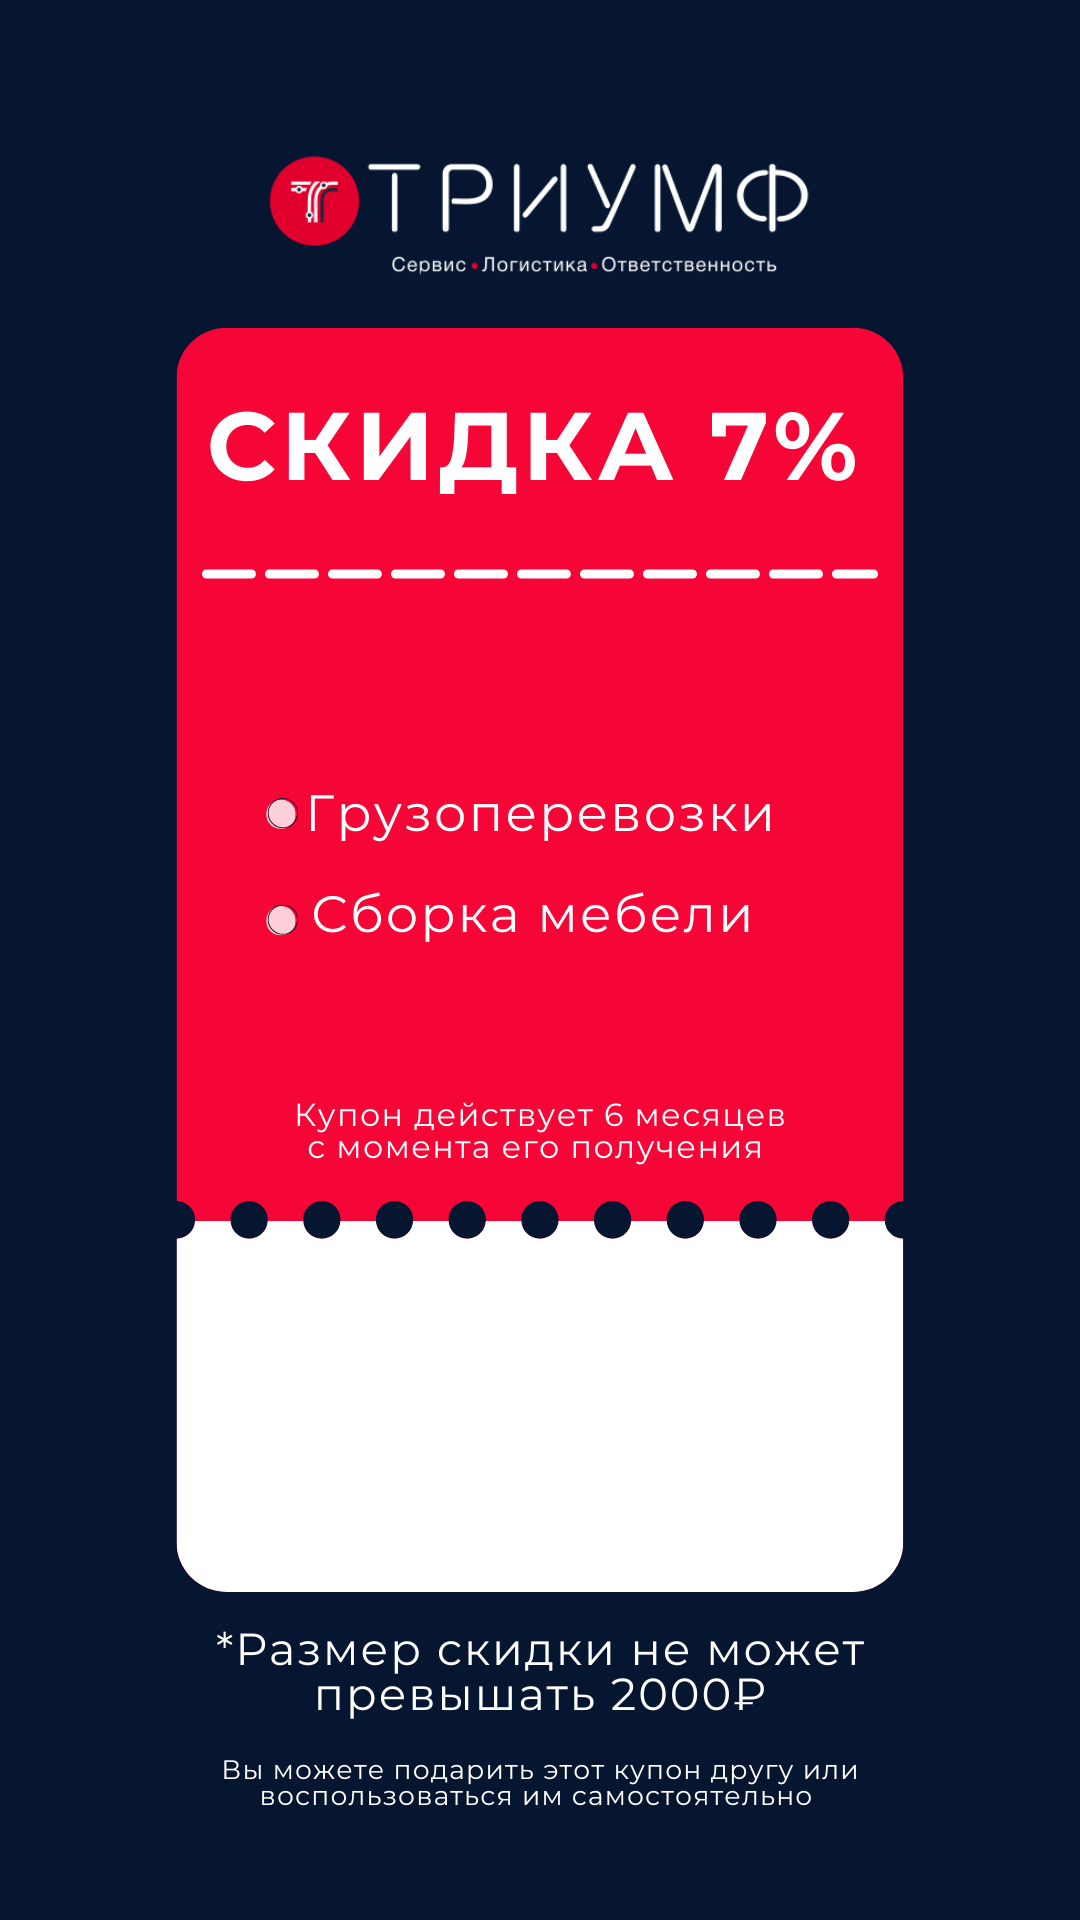 ТРИУМФ
Сервис•Логистика•Ответственность
СКИДКА 7%
Грузоперевозки
Сборка мебели
Купон действует 6 месяцев
с момента его получения
*Размер скидки не может
превышать 2000₽
Вы можете подарить этот купон другу или
воспользоваться им самостоятельно